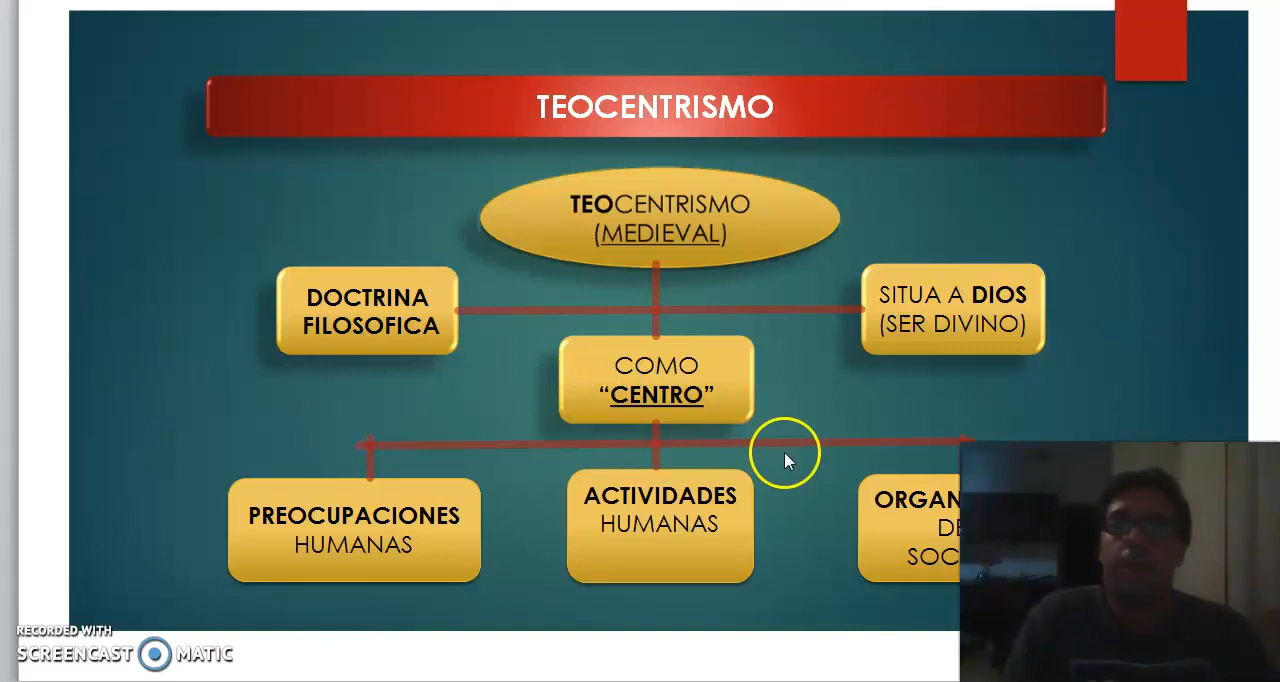 TEOCENTRISMO
TEOCENTRISMO
(MEDIEVAL)
DOCTRINA
FILOSOFICA
SITUA A DIOS
(SER DIVINO)
COMO
“CENTRO”
PREOCUPACIONES
HUMANAS
ACTIVIDADES
HUMANAS
RECORDED WITH
SCREENCAST MATIC